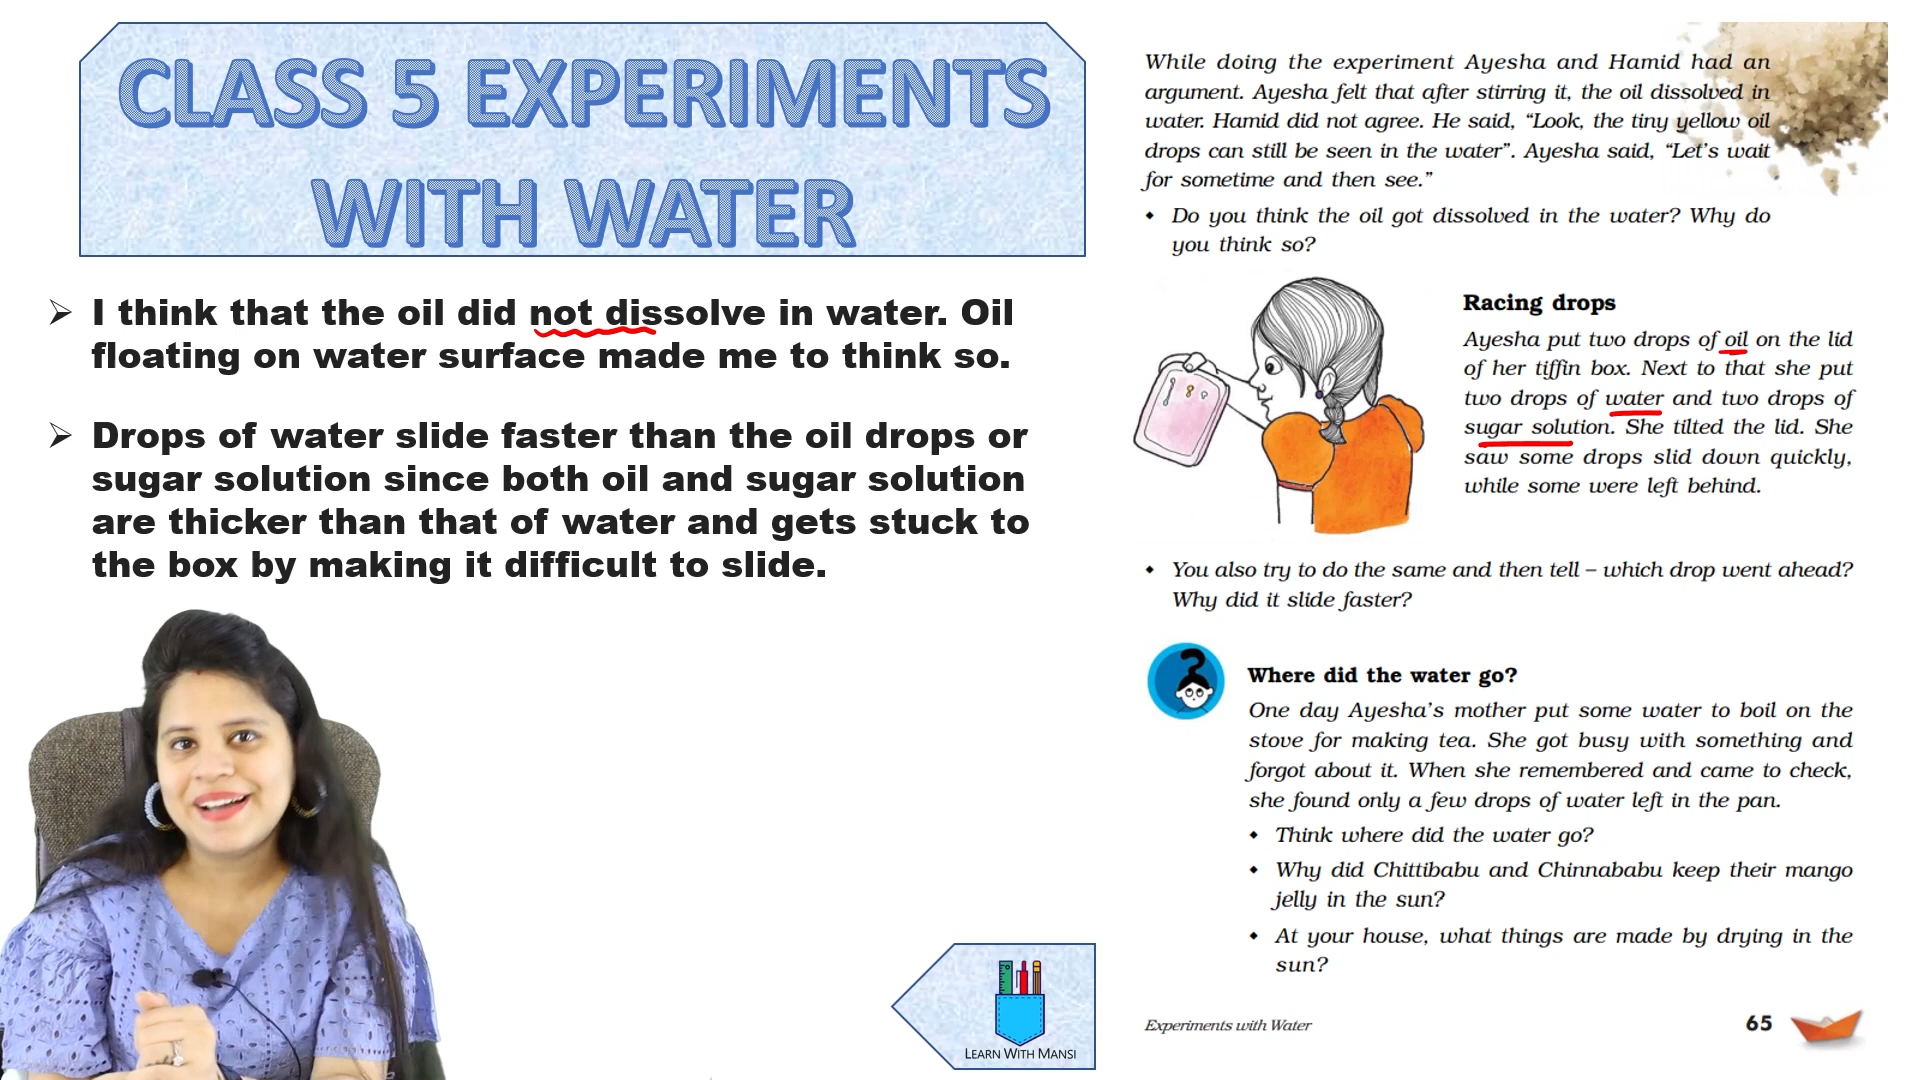 CLASS 5 EXPERIMENTS
WITH WATER
➢ I think that the oil did not dissolve in water. Oil
floating on water surface made me to think so.
➢ Drops of water slide faster than the oil drops or
sugar solution since both oil and sugar solution
are thicker than that of water and gets stuck to
the box by making it difficult to slide.
LEARN WITH MANSI
While doing the experiment Ayesha and Hamid had an
argument. Ayesha felt that after stirring it, the oil dissolved in
water. Hamid did not agree. He said, “Look, the tiny yellow oil
drops can still be seen in the water”. Ayesha said, “Let’s wait
for sometime and then see.”
• Do you think the oil got dissolved in the water? Why do
you think so?
Racing drops
Ayesha put two drops of oil on the lid
of her tiffin box. Next to that she put
two drops of water and two drops of
sugar solution. She tilted the lid. She
saw some drops slid down quickly,
while some were left behind.
• You also try to do the same and then tell – which drop went ahead?
Why did it slide faster?
Where did the water go?
One day Ayesha’s mother put some water to boil on the
stove for making tea. She got busy with something and
forgot about it. When she remembered and came to check,
she found only a few drops of water left in the pan.
• Think where did the water go?
• Why did Chittibabu and Chinnababu keep their mango
jelly in the sun?
• At your house, what things are made by drying in the
sun?
Experiments with Water
65